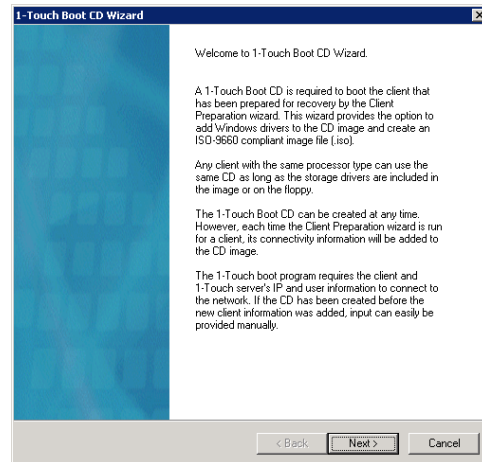 1-Touch Boot CD Wizard
Welcome to 1-Touch Boot CD Wizard.
A 1-Touch Boot CD is required to boot the client that
has been prepared for recovery by the Client
Preparation wizard. This wizard provides the option to
add Windows drivers to the CD image and create an
ISO-9660 compliant image file (.iso).
Any client with the same processor type can use the
same CD as long as the storage drivers are included in
the image or on the floppy.
The 1-Touch Boot CD can be created at any time.
However, each time the Client Preparation wizard is run
for a client, its connectivity information will be added to
the CD image.
The 1-Touch boot program requires the client and
1-Touch server's IP and user information to connect to
the network. If the CD has been created before the
new client information was added, input can easily be
provided manually.
< Back Next > Cancel